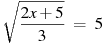 √((2x + 5)/3) = 5